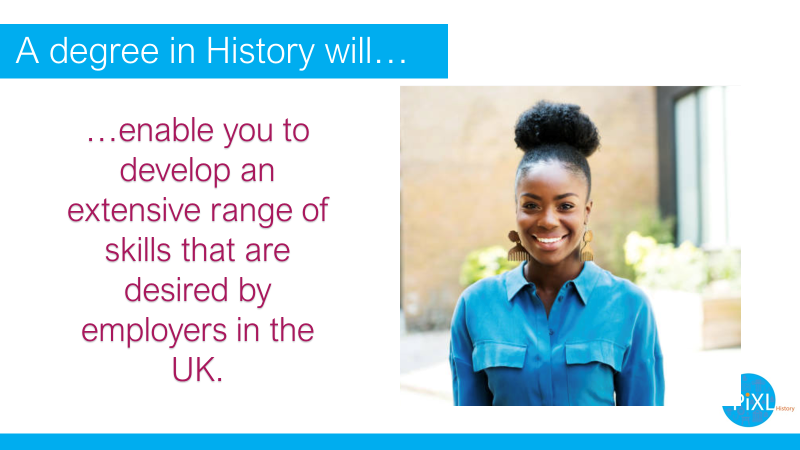 A degree in History will…
…enable you to
develop an
extensive range of
skills that are
desired by
employers in the
UK.
PiXL
History